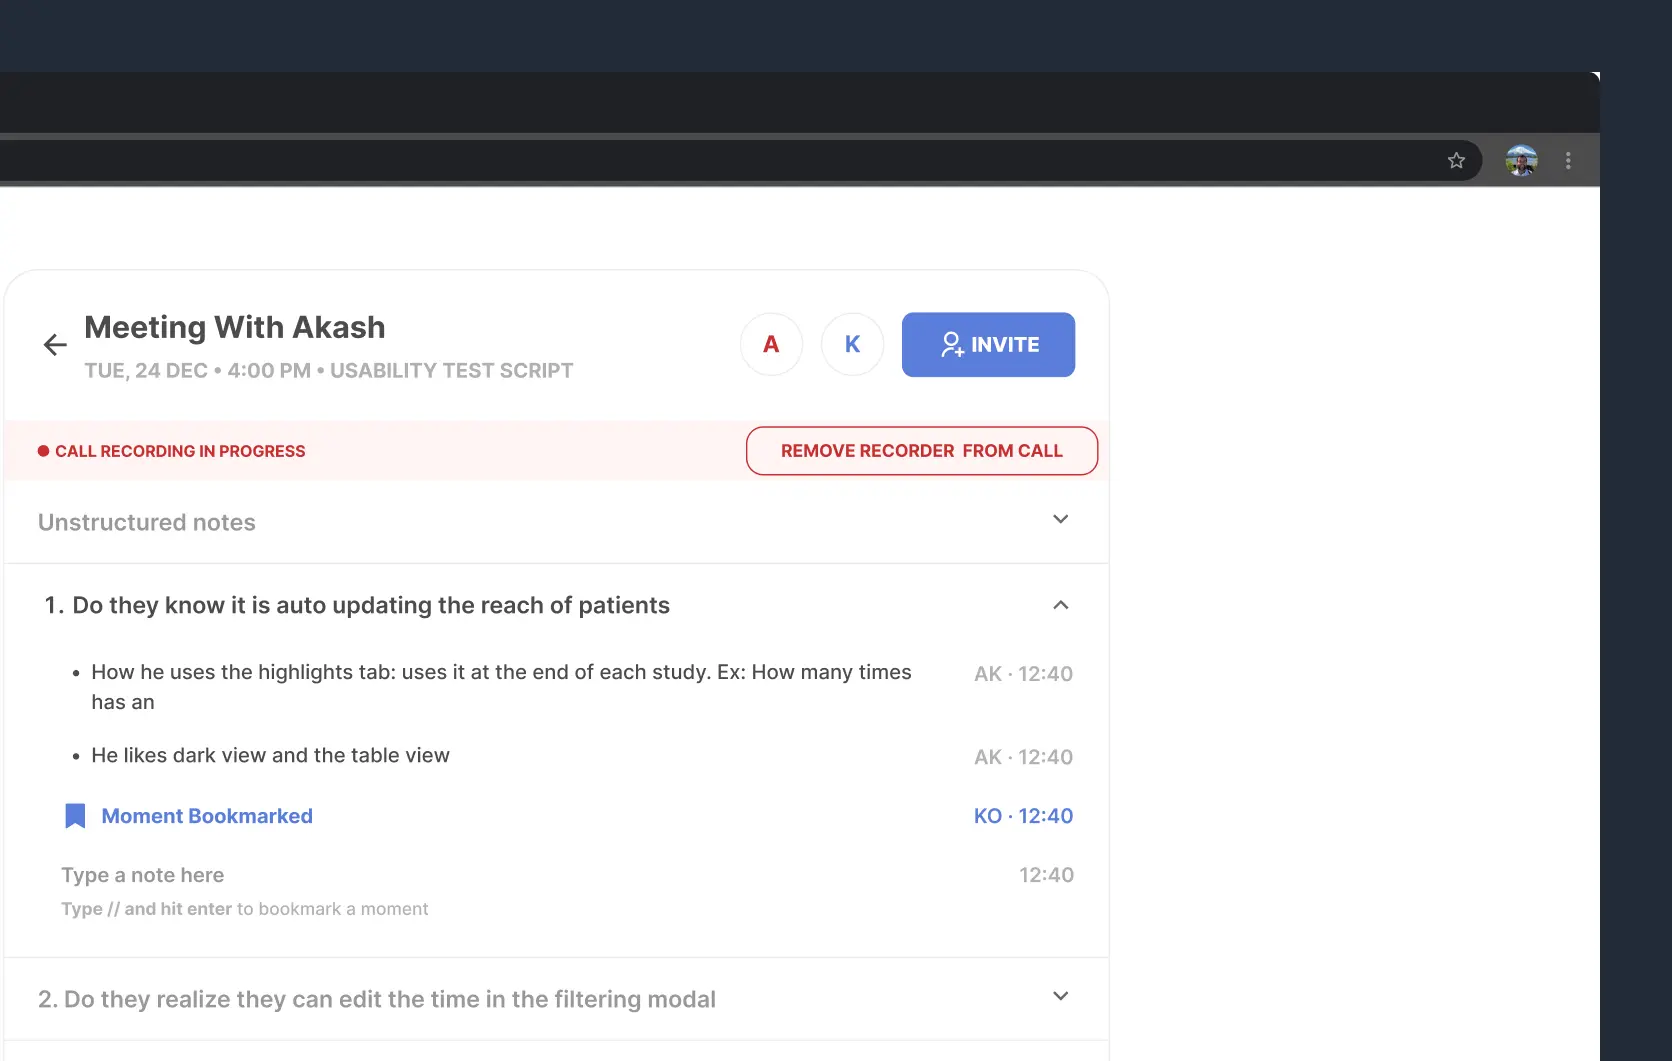 Meeting With Akash
TUE, 24 DEC • 4:00 PM • USABILITY TEST SCRIPT
A
K
INVITE
CALL RECORDING IN PROGRESS
REMOVE RECORDER FROM CALL
Unstructured notes
1. Do they know it is auto updating the reach of patients
• How he uses the highlights tab: uses it at the end of each study. Ex: How many times
has an
AK · 12:40
• He likes dark view and the table view
AK · 12:40
Moment Bookmarked
KO · 12:40
Type a note here
12:40
Type // and hit enter to bookmark a moment
2. Do they realize they can edit the time in the filtering modal